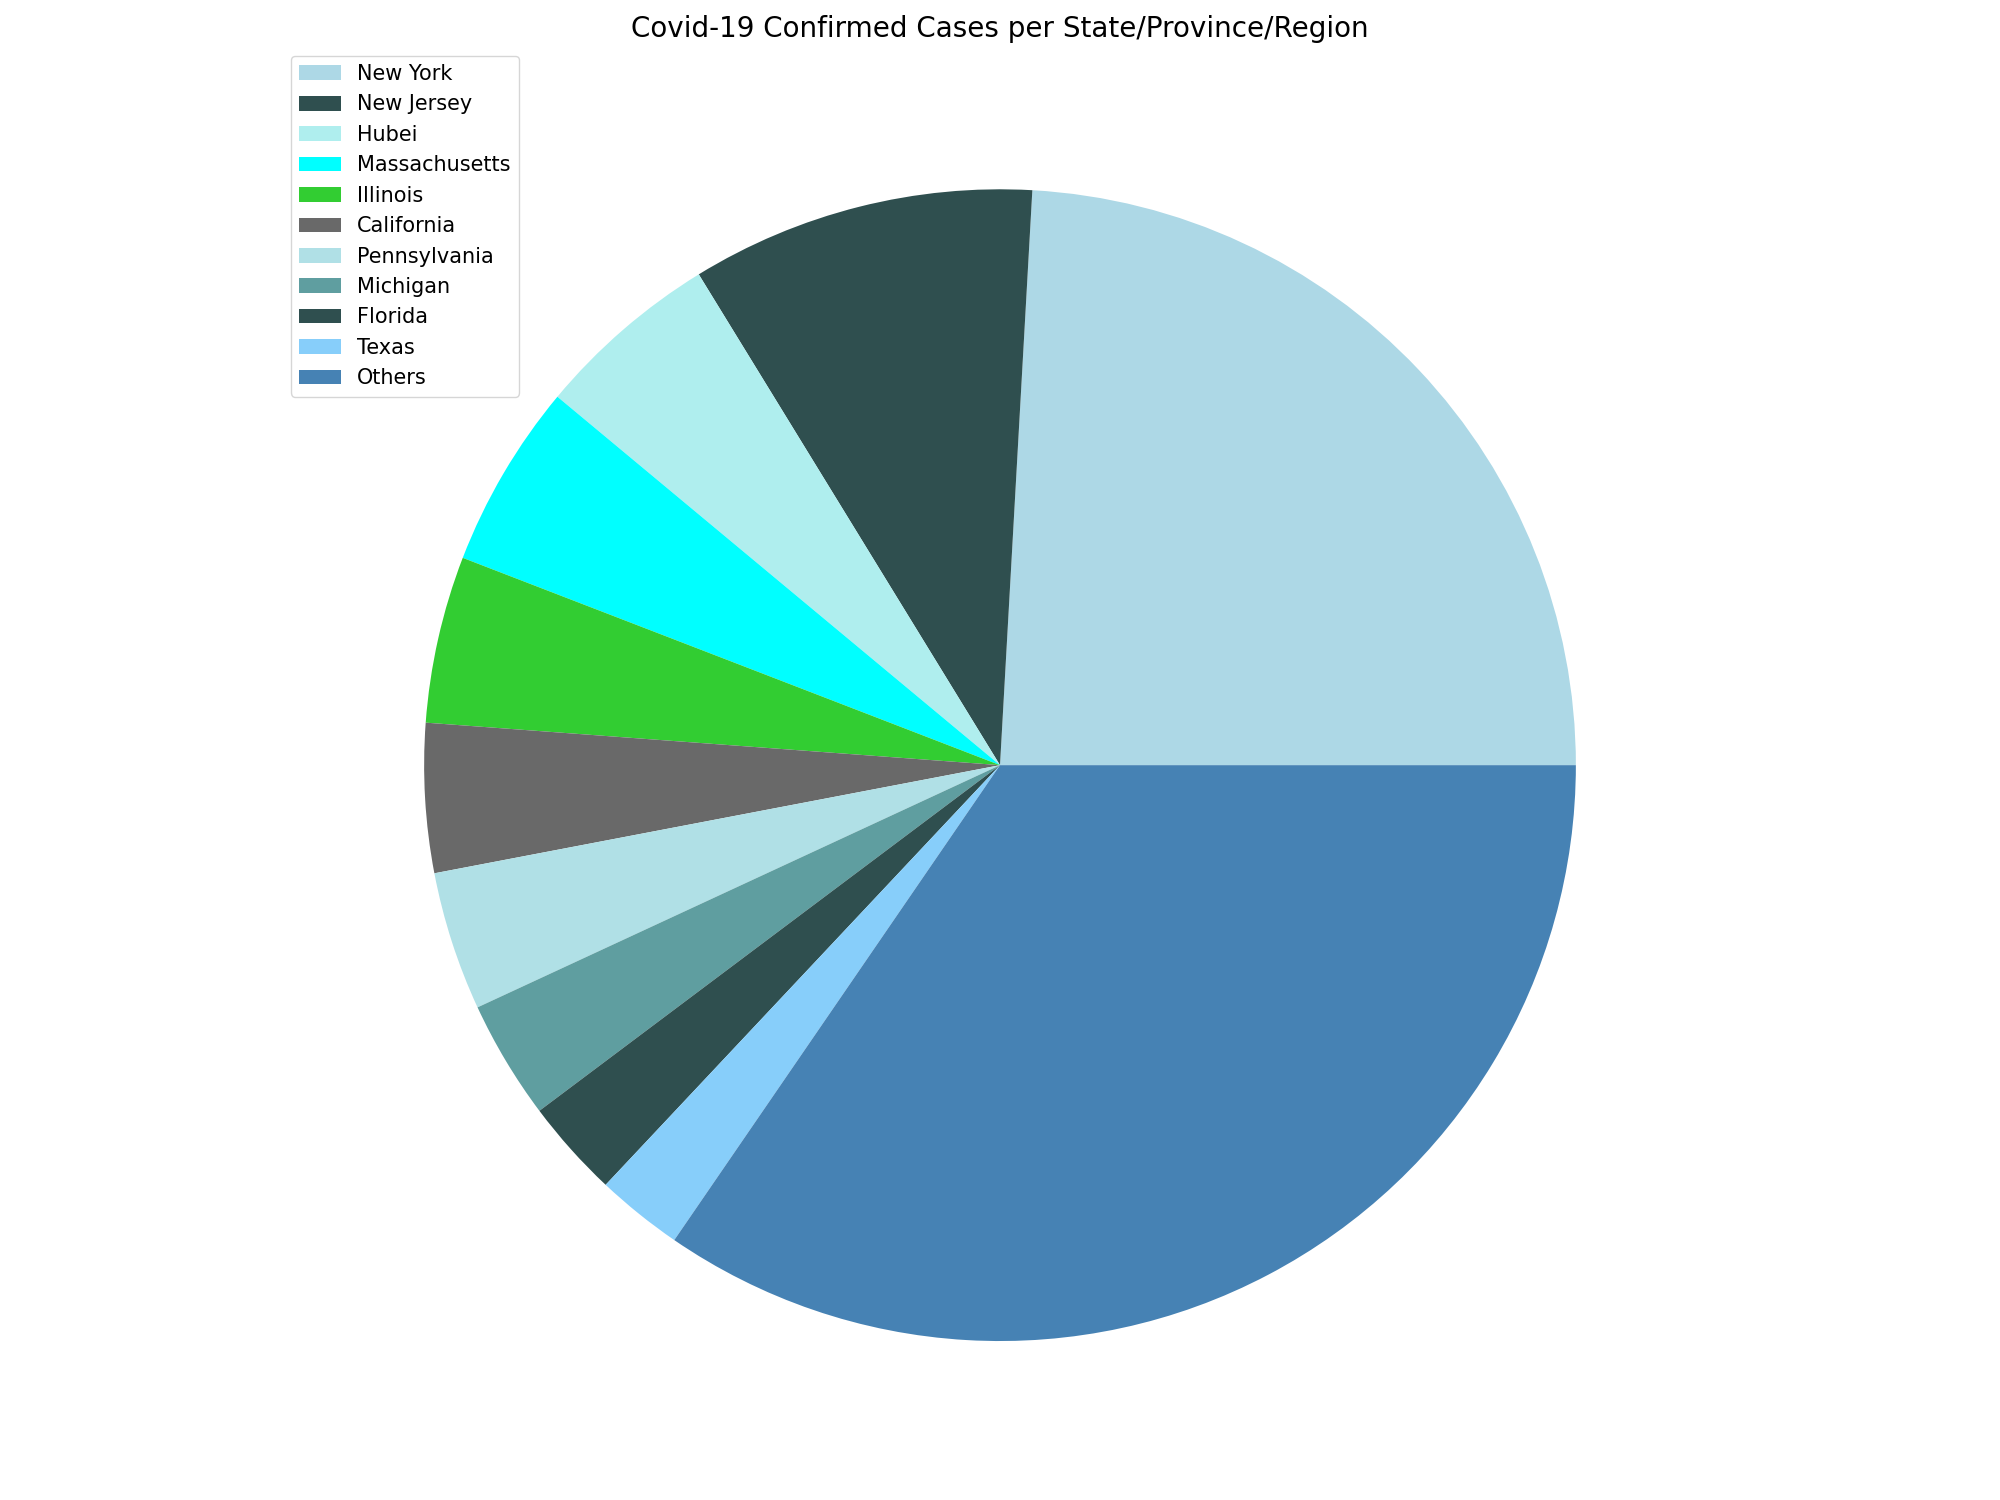 Covid-19 Confirmed Cases per State/Province/Region
New York
New Jersey
Hubei
Massachusetts
Illinois
California
Pennsylvania
Michigan
Florida
Texas
Others